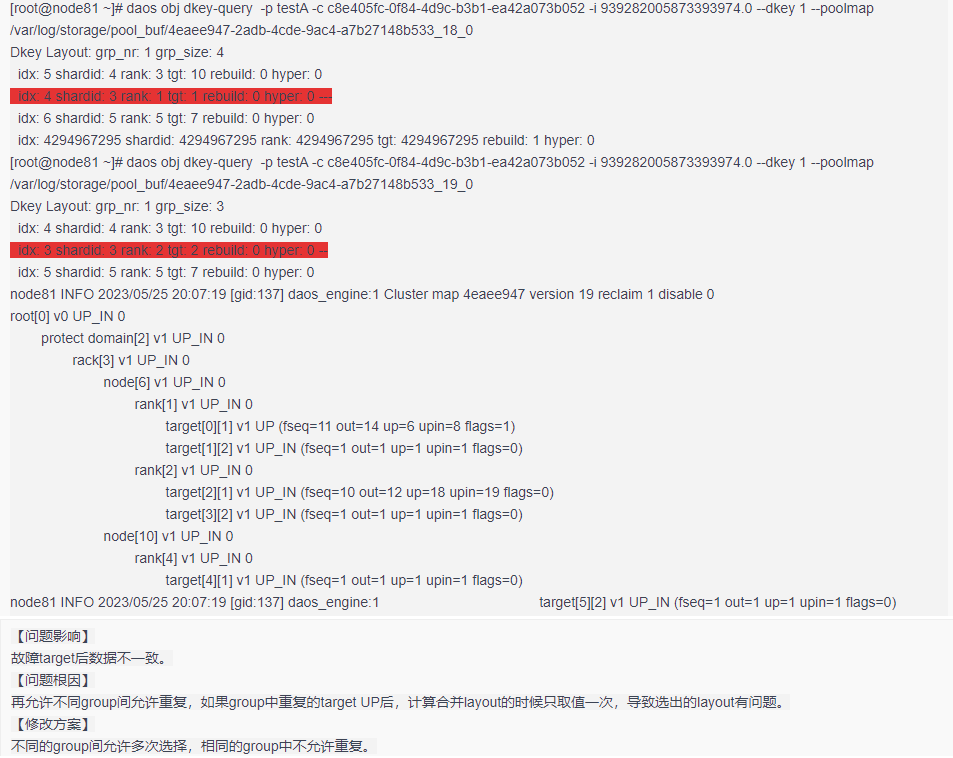 [root@node81 ~]# daos obj dkey-query  -p testA -c c8e405fc-0f84-4d9c-b3b1-ea42a073b052 -i 939282005873393974.0 --dkey 1 --poolmap
/var/log/storage/pool_buf/4eaee947-2adb-4cde-9ac4-a7b27148b533_18_0
Dkey Layout: grp_nr: 1 grp_size: 4
idx: 5 shardid: 4 rank: 3 tgt: 10 rebuild: 0 hyper: 0
idx: 4 shardid: 3 rank: 1 tgt: 1 rebuild: 0 hyper: 0 ---
idx: 6 shardid: 5 rank: 5 tgt: 7 rebuild: 0 hyper: 0
idx: 4294967295 shardid: 4294967295 rank: 4294967295 tgt: 4294967295 rebuild: 1 hyper: 0
[root@node81 ~]# daos obj dkey-query  -p testA -c c8e405fc-0f84-4d9c-b3b1-ea42a073b052 -i 939282005873393974.0 --dkey 1 --poolmap
/var/log/storage/pool_buf/4eaee947-2adb-4cde-9ac4-a7b27148b533_19_0
Dkey Layout: grp_nr: 1 grp_size: 3
idx: 4 shardid: 4 rank: 3 tgt: 10 rebuild: 0 hyper: 0
idx: 3 shardid: 3 rank: 2 tgt: 2 rebuild: 0 hyper: 0 --
idx: 5 shardid: 5 rank: 5 tgt: 7 rebuild: 0 hyper: 0
node81 INFO 2023/05/25 20:07:19 [gid:137] daos_engine:1 Cluster map 4eaee947 version 19 reclaim 1 disable 0
root[0] v0 UP_IN 0
protect domain[2] v1 UP_IN 0
rack[3] v1 UP_IN 0
node[6] v1 UP_IN 0
rank[1] v1 UP_IN 0
target[0][1] v1 UP (fseq=11 out=14 up=6 upin=8 flags=1)
target[1][2] v1 UP_IN (fseq=1 out=1 up=1 upin=1 flags=0)
rank[2] v1 UP_IN 0
target[2][1] v1 UP_IN (fseq=10 out=12 up=18 upin=19 flags=0)
target[3][2] v1 UP_IN (fseq=1 out=1 up=1 upin=1 flags=0)
node[10] v1 UP_IN 0
rank[4] v1 UP_IN 0
target[4][1] v1 UP_IN (fseq=1 out=1 up=1 upin=1 flags=0)
node81 INFO 2023/05/25 20:07:19 [gid:137] daos_engine:1 target[5][2] v1 UP_IN (fseq=1 out=1 up=1 upin=1 flags=0)
【问题影响】
故障target后数据不一致。
【问题根因】
再允许不同group间允许重复，如果group中重复的target UP后，计算合并layout的时候只取值一次，导致选出的layout有问题。
【修改方案】
不同的group间允许多次选择，相同的group中不允许重复。